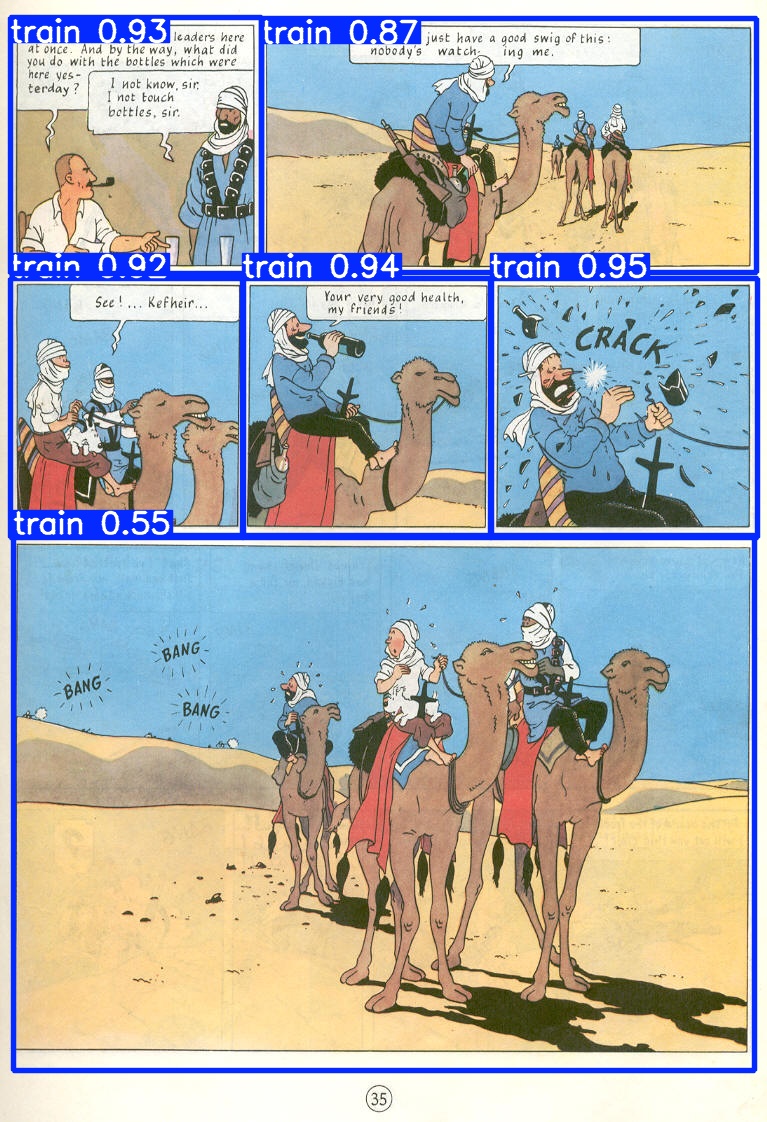 train 0.93
leaders here
at once. And by the way, what did
you do with the bottles which were
here yes-
terday?
I not know, sir.
I not touch
bottles, sir.
train 0.87
just have a good swig of this:
nobody's watch- ing me.
train 0.92
See! ... Kefheir...
train 0.94
Your very good health,
my friends!
train 0.95
CRACK
train 0.55
BANG
BANG
BANG
35